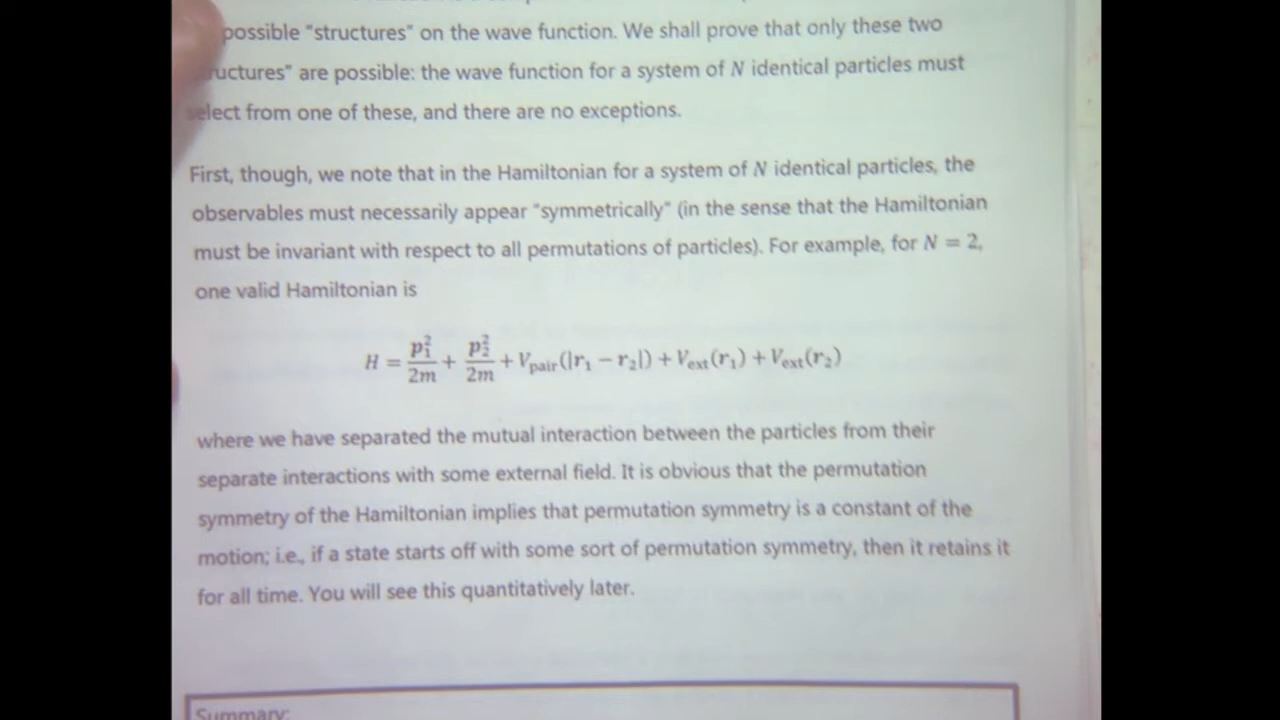 possible "structures" on the wave function. We shall prove that only these two
are possible: the wave function for a system of N identical particles must
from one of these, and there are no exceptions.
First, though, we note that in the Hamiltonian for a system of N identical particles, the
observables must necessarily appear "symmetrically" (in the sense that the Hamiltonian
must be invariant with respect to all permutations of particles). For example, for N = 2,
one valid Hamiltonian is
H = p₁²/2m + p₂²/2m + V_pair(|r₁ − r₂|) + V_ext(r₁) + V_ext(r₂)
where we have separated the mutual interaction between the particles from their
separate interactions with some external field. It is obvious that the permutation
symmetry of the Hamiltonian implies that permutation symmetry is a constant of the
motion; i.e., if a state starts off with some sort of permutation symmetry, then it retains it
for all time. You will see this quantitatively later.
Summary: